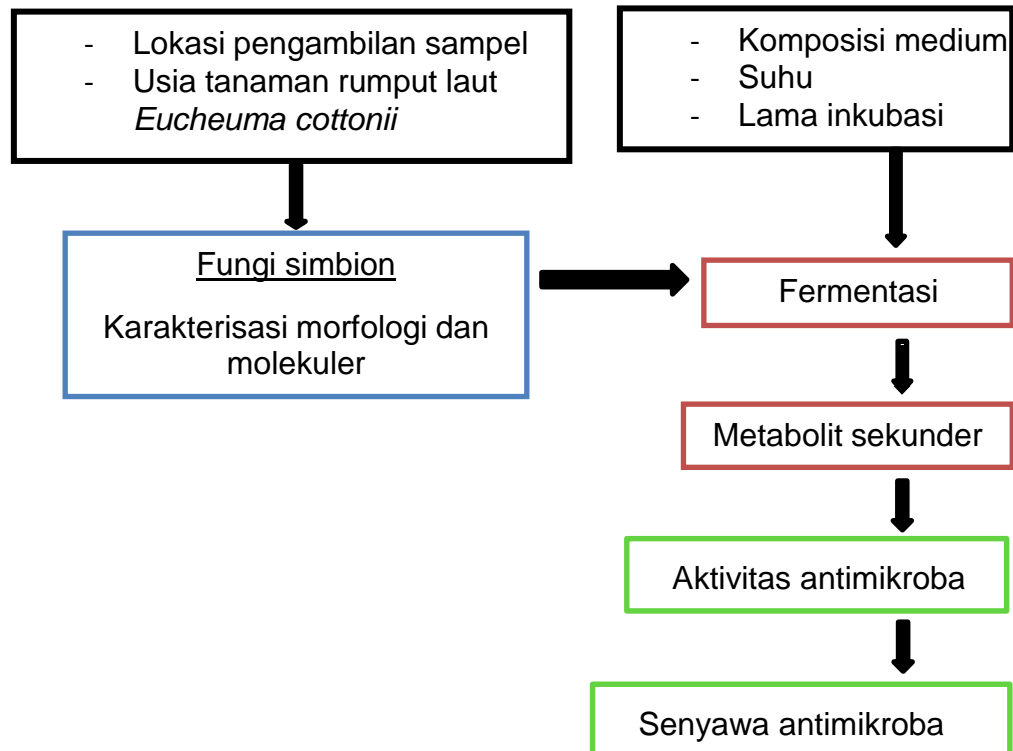 - Lokasi pengambilan sampel
- Usia tanaman rumput laut
Eucheuma cottonii
- Komposisi medium
- Suhu
- Lama inkubasi
Fungi simbion
Karakterisasi morfologi dan
molekuler
Fermentasi
Metabolit sekunder
Aktivitas antimikroba
Senyawa antimikroba